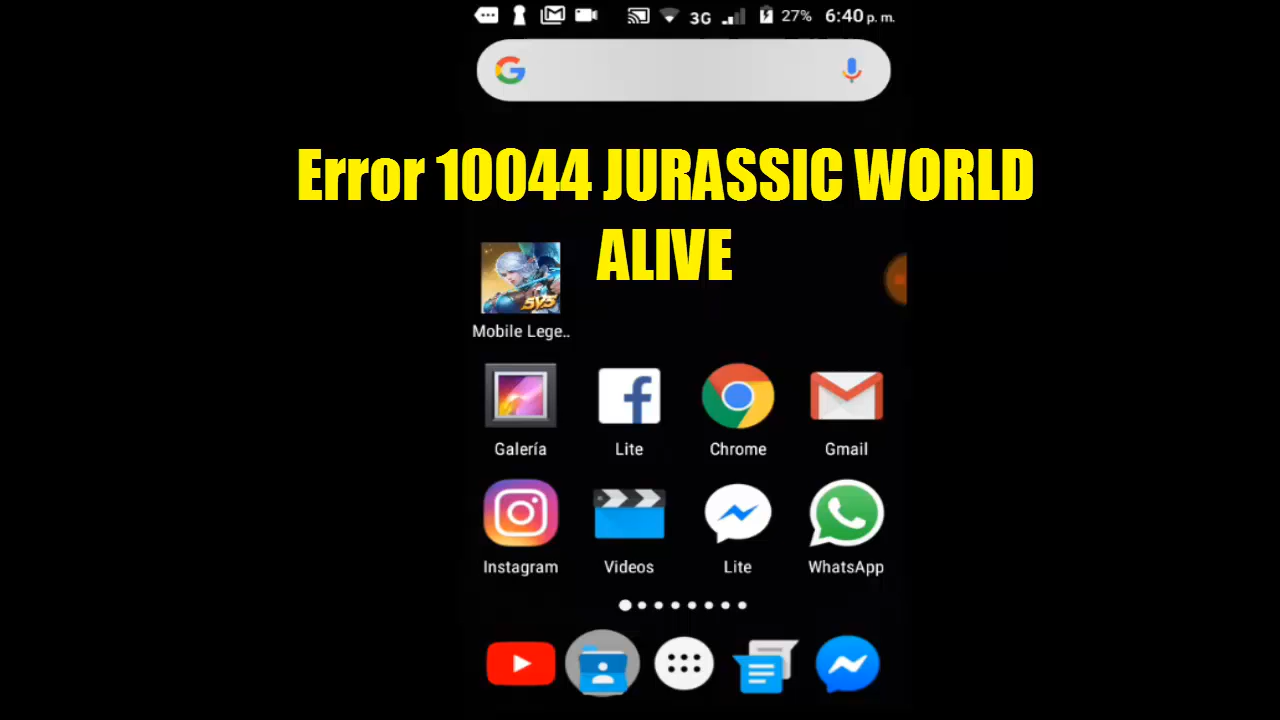 3G 27% 6:40 p. m.
Error 10044 JURASSIC WORLD
ALIVE
5v5
Mobile Lege..
Galería Lite Chrome Gmail
Instagram Videos Lite WhatsApp